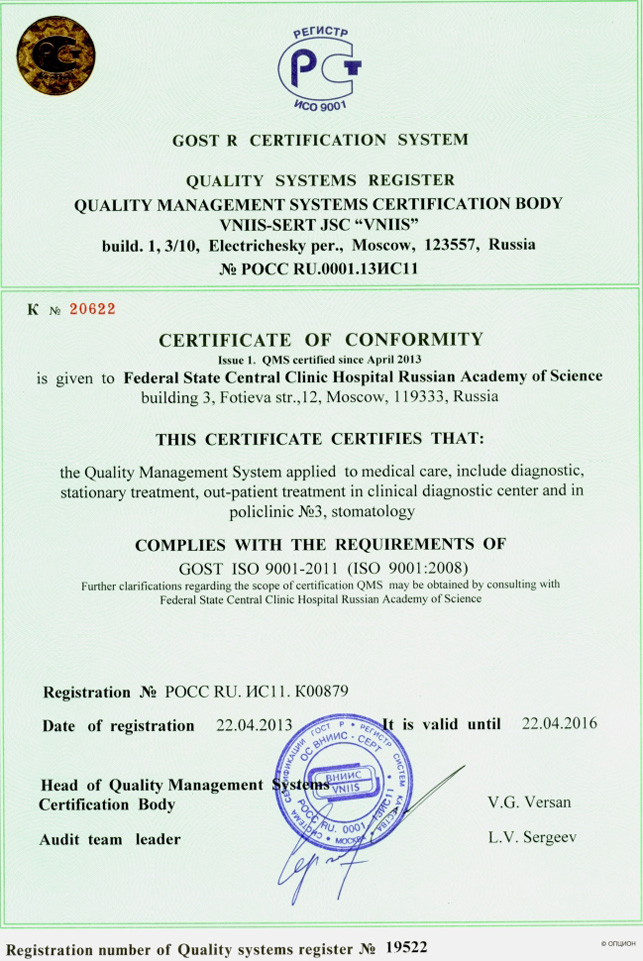 РЕГИСТР
РСТ
ИСО 9001
GOST R CERTIFICATION SYSTEM
QUALITY SYSTEMS REGISTER
QUALITY MANAGEMENT SYSTEMS CERTIFICATION BODY
VNIIS-SERT JSC “VNIIS”
build. 1, 3/10, Electrichesky per., Moscow, 123557, Russia
№ РОСС RU.0001.13ИС11
К № 20622
CERTIFICATE OF CONFORMITY
Issue 1. QMS certified since April 2013
is given to Federal State Central Clinic Hospital Russian Academy of Science
building 3, Fotieva str.,12, Moscow, 119333, Russia
THIS CERTIFICATE CERTIFIES THAT:
the Quality Management System applied to medical care, include diagnostic,
stationary treatment, out-patient treatment in clinical diagnostic center and in
policlinic №3, stomatology
COMPLIES WITH THE REQUIREMENTS OF
GOST ISO 9001-2011 (ISO 9001:2008)
Further clarifications regarding the scope of certification QMS may be obtained by consulting with
Federal State Central Clinic Hospital Russian Academy of Science
Registration № РОСС RU. ИС11. К00879
Date of registration 22.04.2013 It is valid until 22.04.2016
СИСТЕМА СЕРТИФИКАЦИИ ГОСТ Р • РЕГИСТР СИСТЕМ КАЧЕСТВА •
ОС ВНИИС - СЕРТ
ВНИИС
VNIIS
РОСС RU. 0001. 13ИС11
• МОСКВА •
Head of Quality Management Systems
Certification Body V.G. Versan
Audit team leader L.V. Sergeev
Registration number of Quality systems register № 19522
© ОПЦИОН